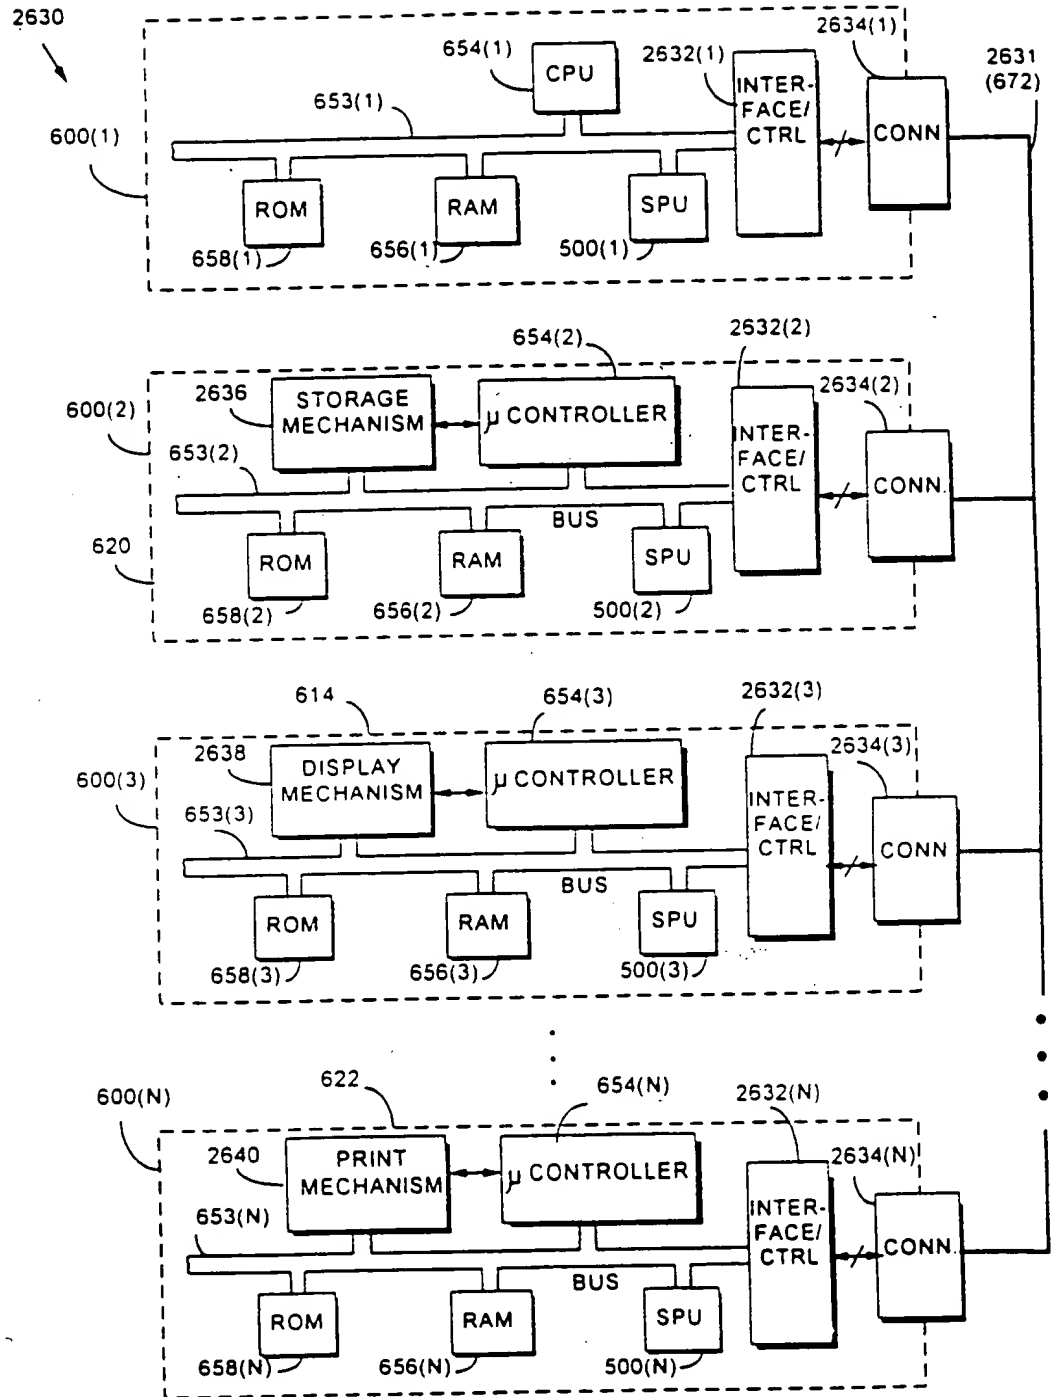 2630
2634(1)
654(1)
2632(1)
2631
(672)
CPU
INTER-
FACE/
CTRL
653(1)
600(1)
CONN
ROM
RAM
SPU
658(1)
656(1)
500(1)
654(2)
2632(2)
2634(2)
600(2)
2636
STORAGE
MECHANISM
μ CONTROLLER
INTER-
FACE/
CTRL
653(2)
CONN.
BUS
620
ROM
RAM
SPU
658(2)
656(2)
500(2)
614
654(3)
2632(3)
2634(3)
600(3)
2638
DISPLAY
MECHANISM
μ CONTROLLER
INTER-
FACE/
CTRL
653(3)
CONN
BUS
ROM
RAM
SPU
658(3)
656(3)
500(3)
600(N)
622
654(N)
2632(N)
2634(N)
2640
PRINT
MECHANISM
μ CONTROLLER
INTER-
FACE/
CTRL
653(N)
CONN.
BUS
ROM
RAM
SPU
658(N)
656(N)
500(N)